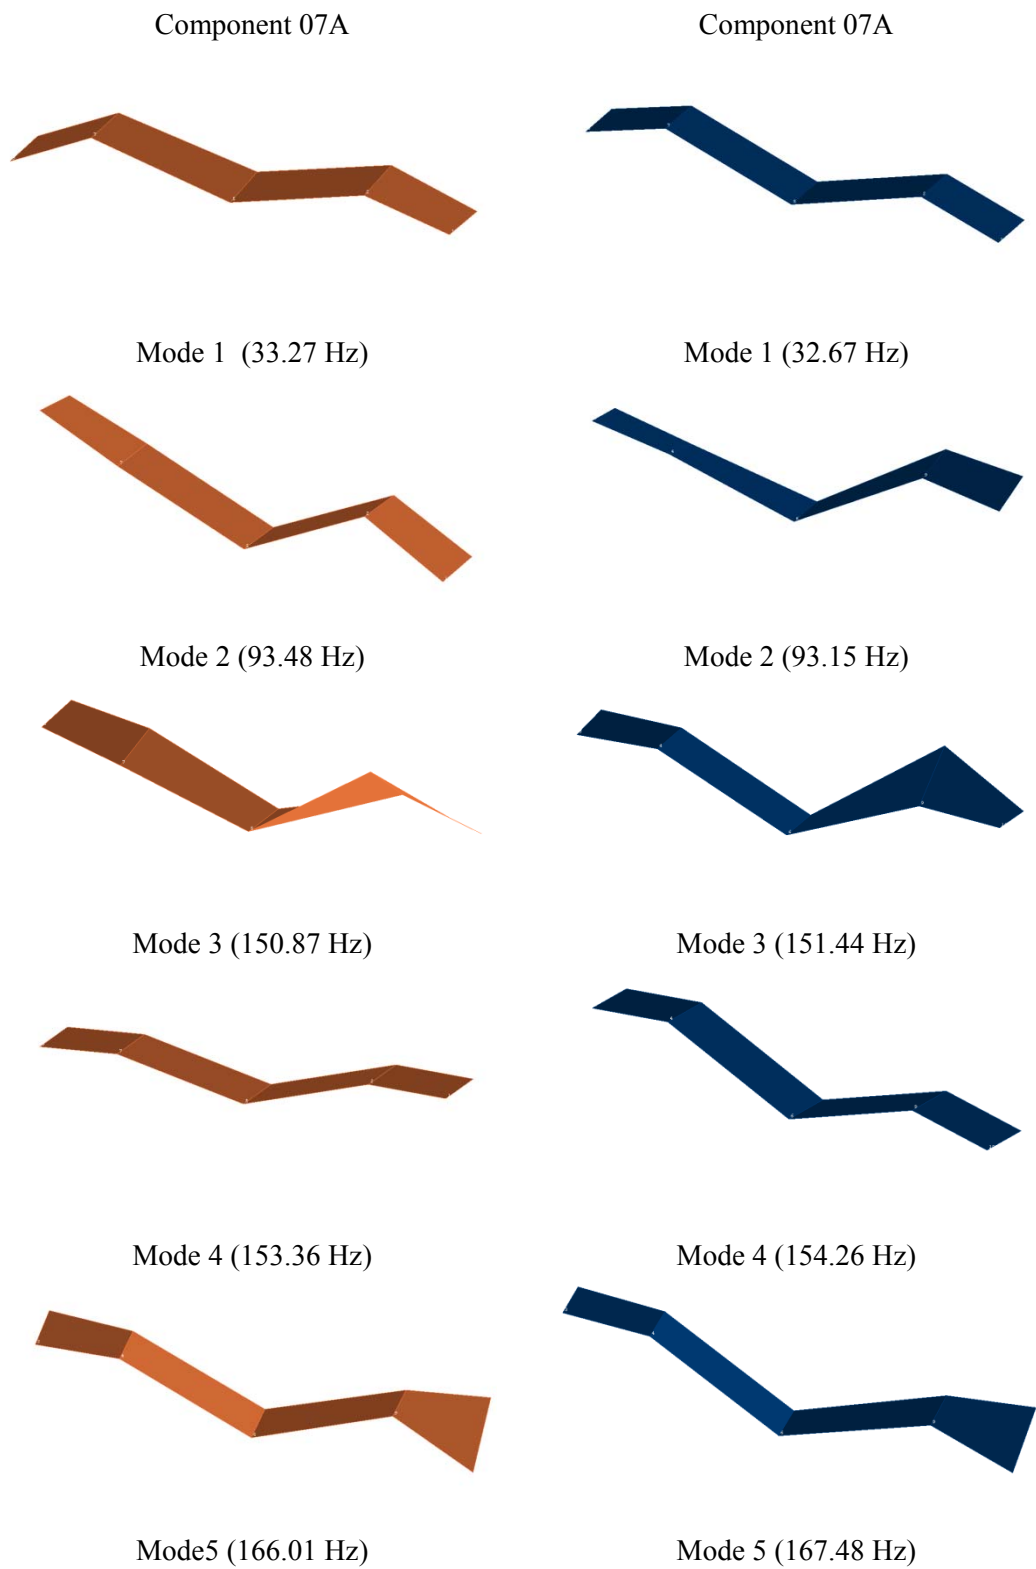 Component 07A
Component 07A
Mode 1 (33.27 Hz)
Mode 1 (32.67 Hz)
Mode 2 (93.48 Hz)
Mode 2 (93.15 Hz)
Mode 3 (150.87 Hz)
Mode 3 (151.44 Hz)
Mode 4 (153.36 Hz)
Mode 4 (154.26 Hz)
Mode5 (166.01 Hz)
Mode 5 (167.48 Hz)